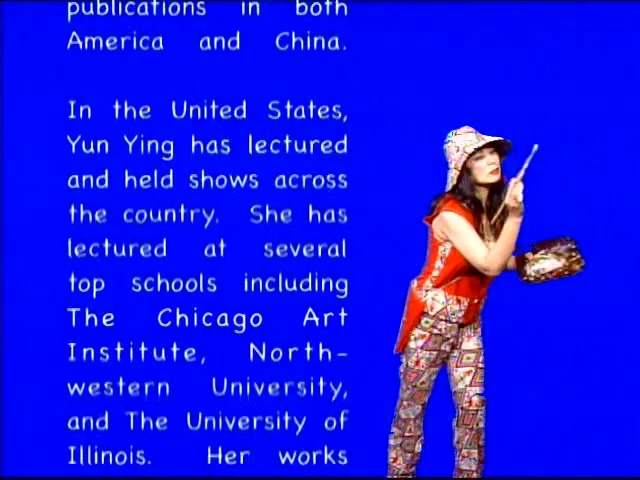 publications in both
America and China.
In the United States,
Yun Ying has lectured
and held shows across
the country. She has
lectured at several
top schools including
The Chicago Art
Institute, North-
western University,
and The University of
Illinois. Her works